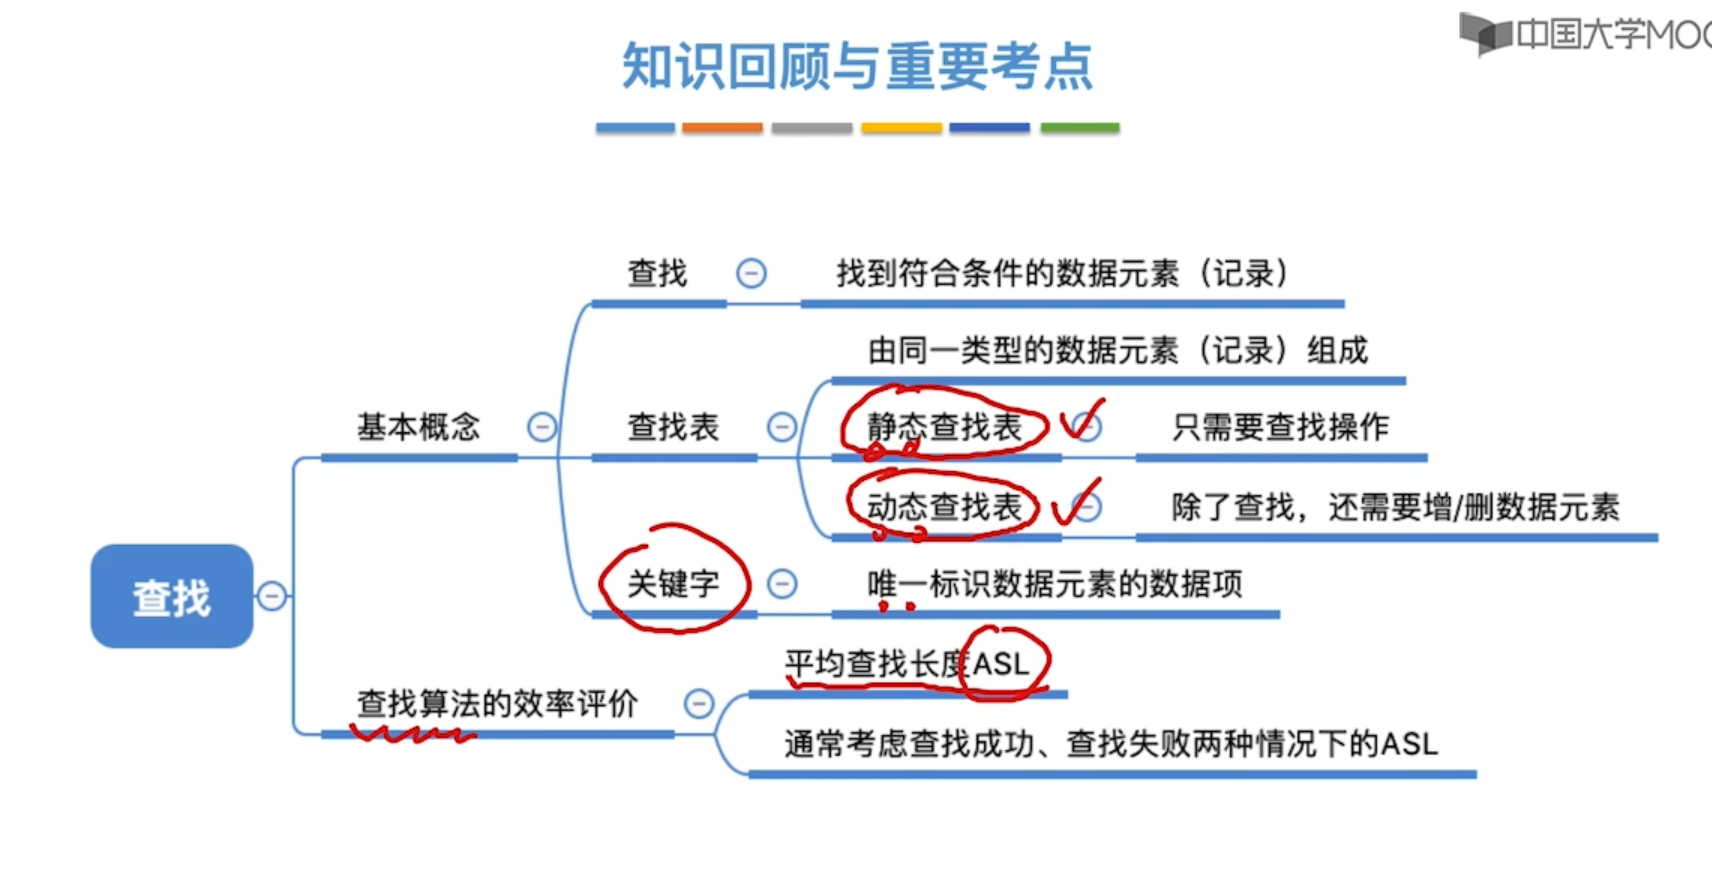 中国大学MOO
知识回顾与重要考点
查找
找到符合条件的数据元素（记录）
由同一类型的数据元素（记录）组成
基本概念
查找表
静态查找表
只需要查找操作
动态查找表
除了查找，还需要增/删数据元素
关键字
唯一标识数据元素的数据项
查找
平均查找长度ASL
查找算法的效率评价
通常考虑查找成功、查找失败两种情况下的ASL